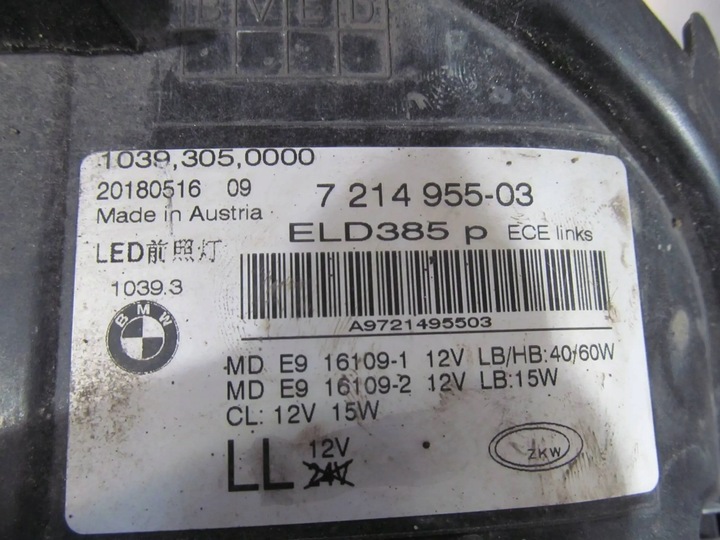 BVED
1039,305,0000
20180516 09
7 214 955-03
Made in Austria
ELD385 p ECE links
LED前照灯
1039.3
BMW
A9721495503
MD E9 16109-1 12V LB/HB:40/60W
MD E9 16109-2 12V LB:15W
CL: 12V 15W
LL 12V
24V
ZKW